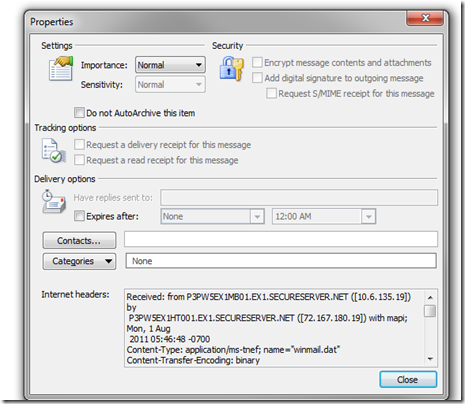 Properties
Settings
Security
Importance: Normal
Sensitivity: Normal
Encrypt message contents and attachments
Add digital signature to outgoing message
Request S/MIME receipt for this message
Do not AutoArchive this item
Tracking options
Request a delivery receipt for this message
Request a read receipt for this message
Delivery options
Have replies sent to:
Expires after: None 12:00 AM
Contacts...
Categories None
Internet headers:
Received: from P3PW5EX1MB01.EX1.SECURESERVER.NET ([10.6.135.19])
by
P3PW5EX1HT001.EX1.SECURESERVER.NET ([72.167.180.19]) with mapi;
Mon, 1 Aug
2011 05:46:48 -0700
Content-Type: application/ms-tnef; name="winmail.dat"
Content-Transfer-Encoding: binary
Close